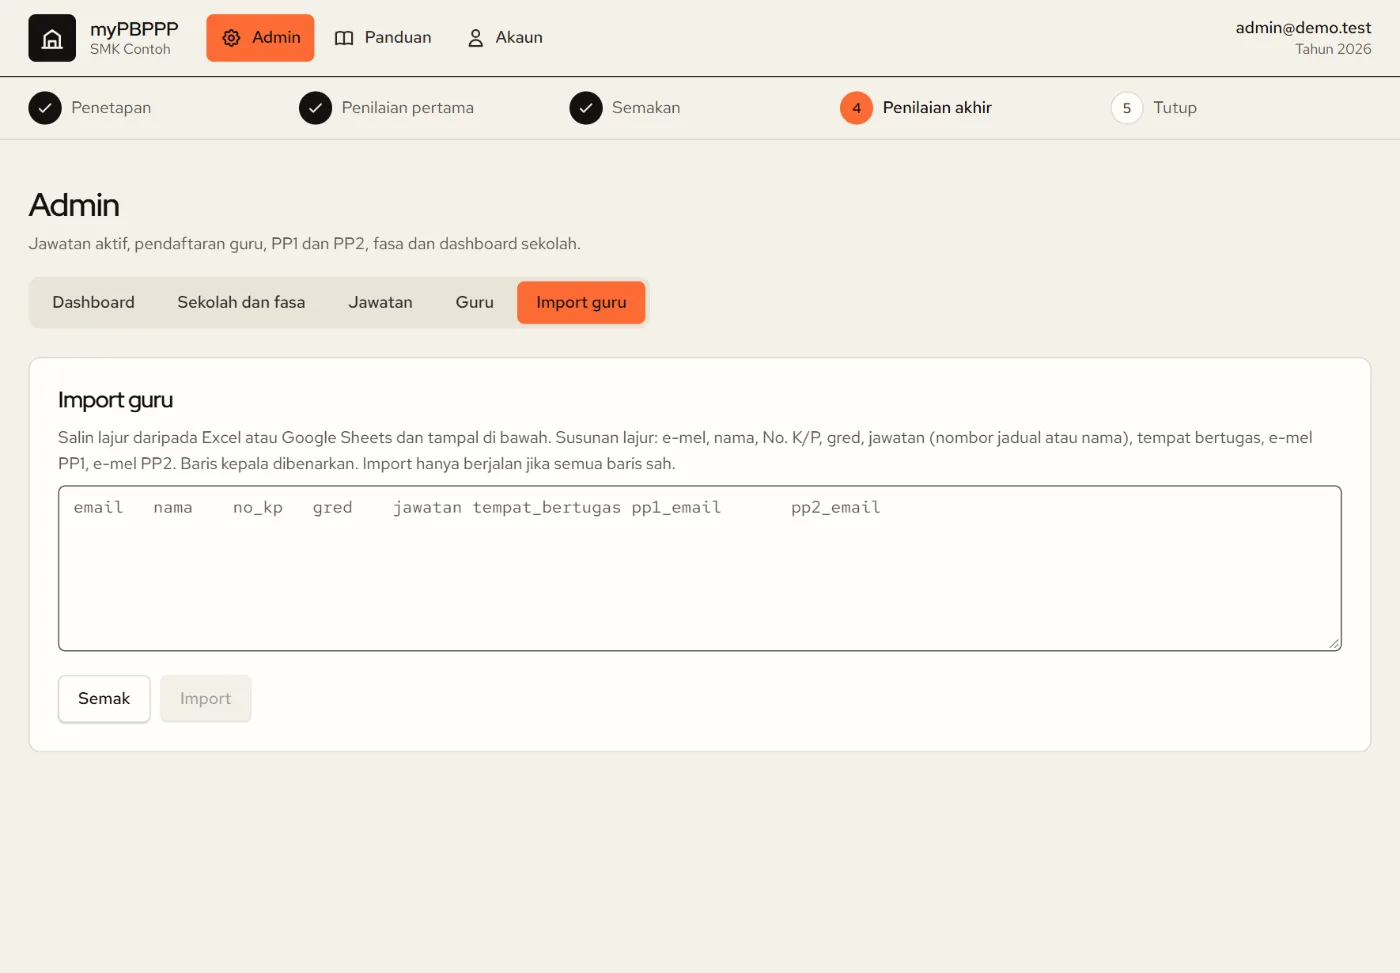 myPBPPP
SMK Contoh
Admin
Panduan
Akaun
admin@demo.test
Tahun 2026
Penetapan
Penilaian pertama
Semakan
4 Penilaian akhir
5 Tutup
Admin
Jawatan aktif, pendaftaran guru, PP1 dan PP2, fasa dan dashboard sekolah.
Dashboard
Sekolah dan fasa
Jawatan
Guru
Import guru
Import guru
Salin lajur daripada Excel atau Google Sheets dan tampal di bawah. Susunan lajur: e-mel, nama, No. K/P, gred, jawatan (nombor jadual atau nama), tempat bertugas, e-mel
PP1, e-mel PP2. Baris kepala dibenarkan. Import hanya berjalan jika semua baris sah.
email nama no_kp gred jawatan tempat_bertugas pp1_email pp2_email
Semak
Import